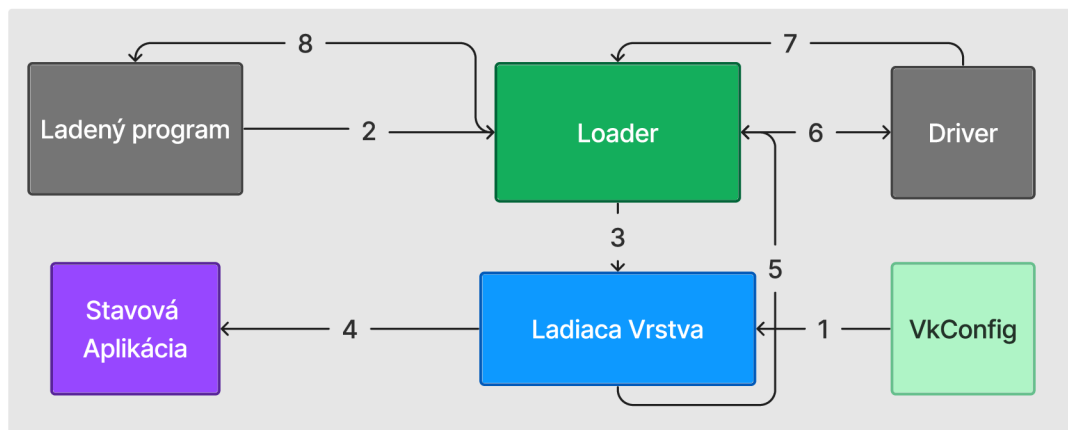 8
7
Ladený program
2
Loader
6
Driver
3
5
Stavová
Aplikácia
4
Ladiaca Vrstva
1
VkConfig